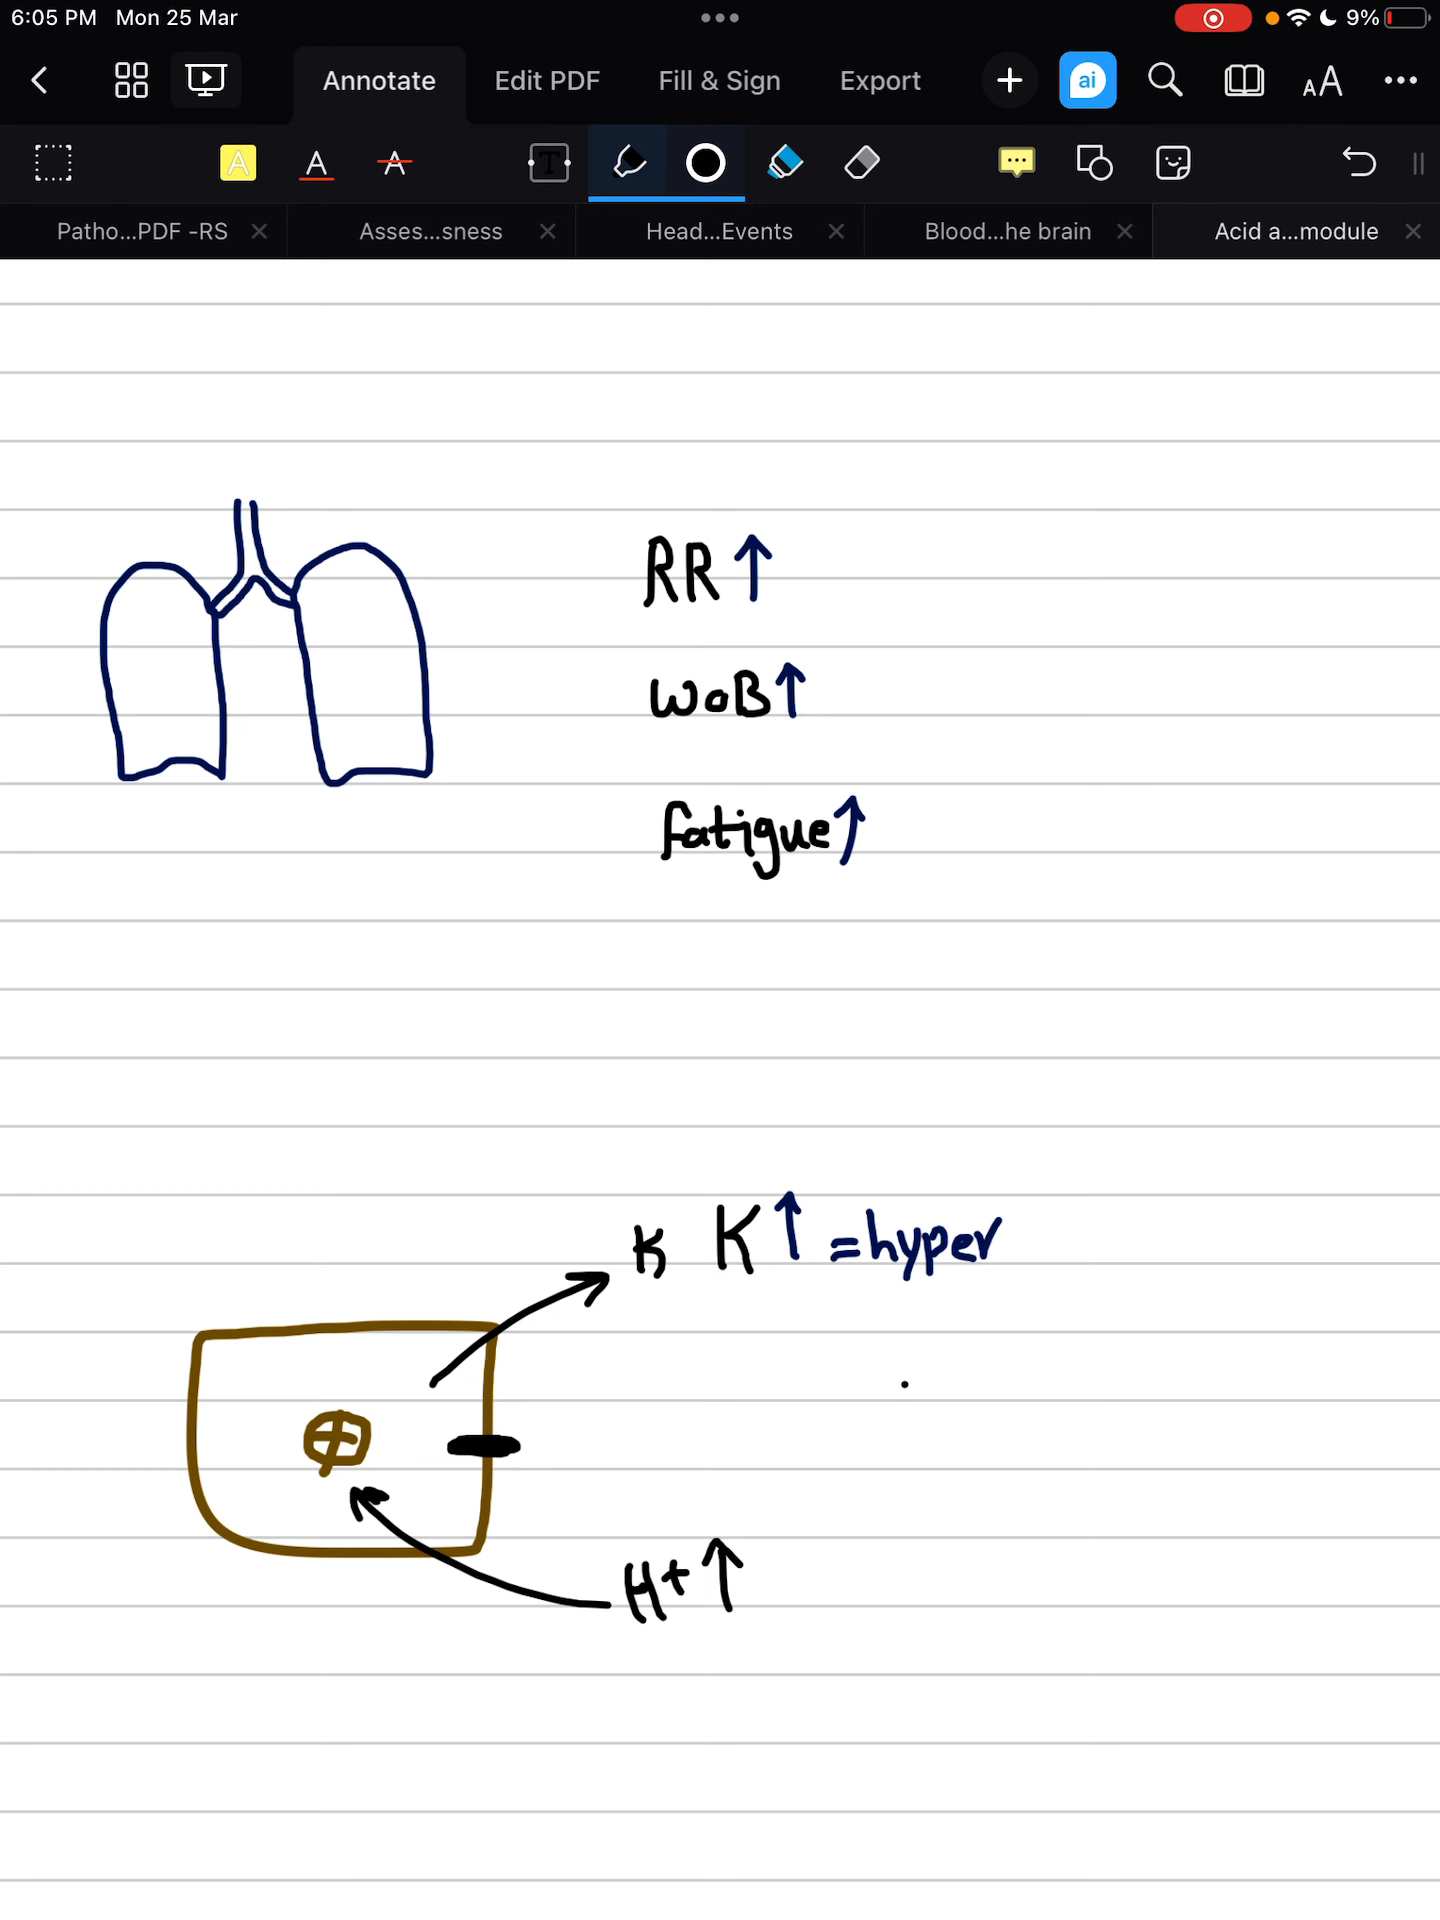 6:05 PM Mon 25 Mar 9%
Annotate Edit PDF Fill & Sign Export ai AA
A A A T
Patho...PDF -RS Asses...sness Head...Events Blood...he brain Acid a...module
RR ↑
WoB ↑
fatigue ↑
K K ↑ = hyper
H+ ↑